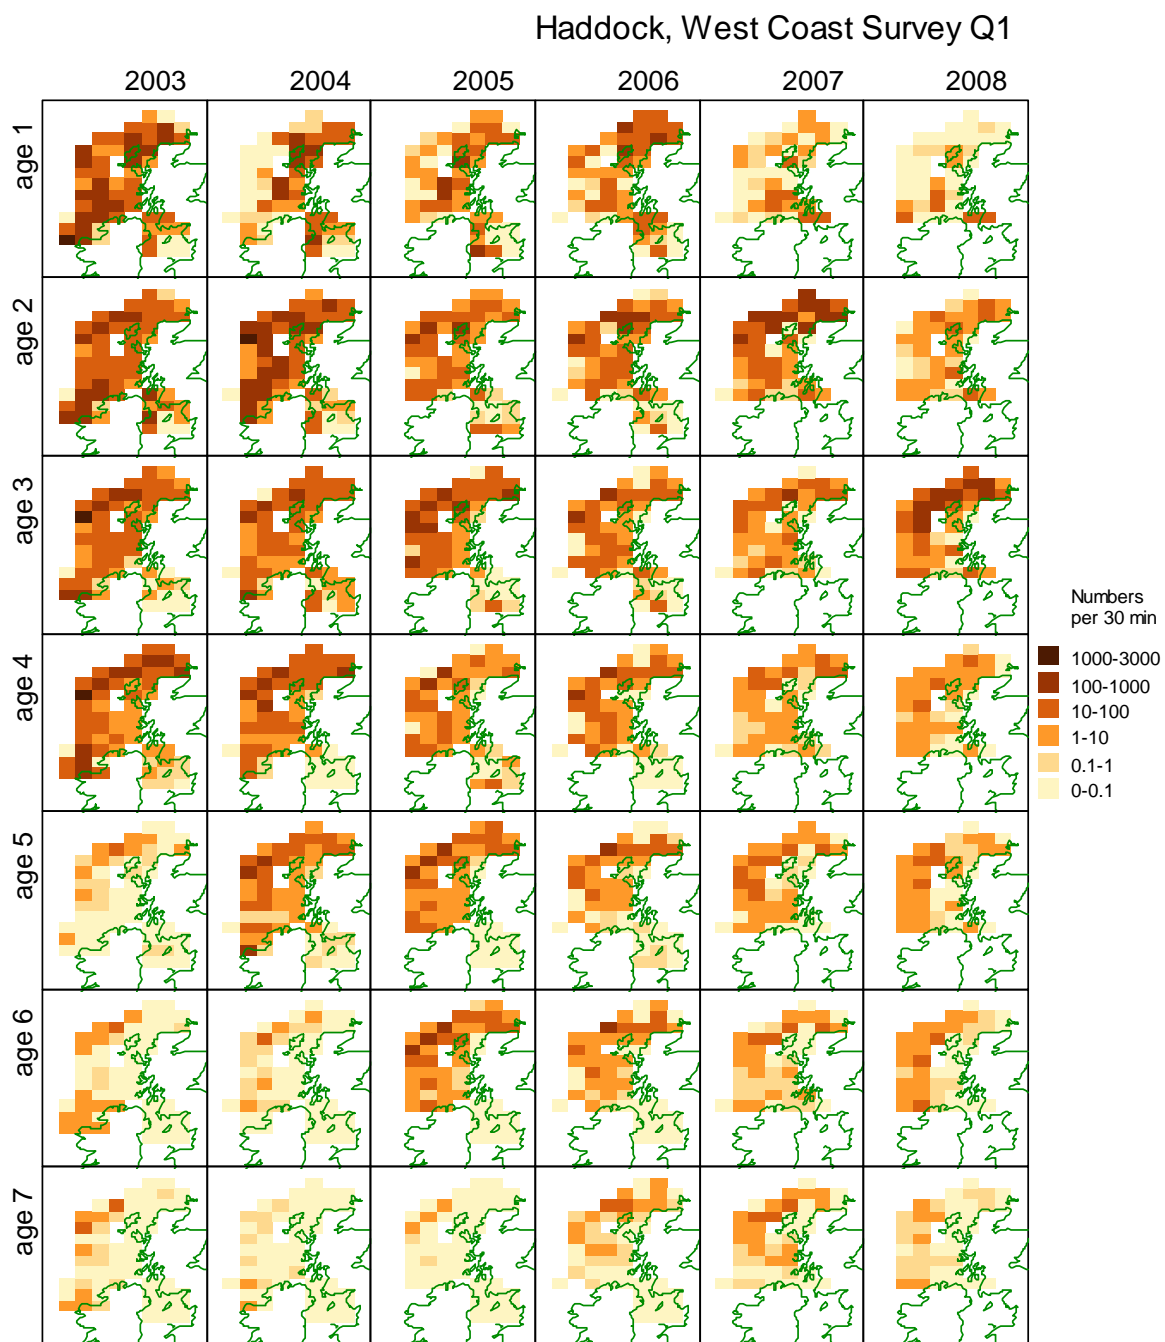 Haddock, West Coast Survey Q1
2003 2004 2005 2006 2007 2008
age 1
age 2
age 3
age 4
age 5
age 6
age 7
Numbers
per 30 min
1000-3000
100-1000
10-100
1-10
0.1-1
0-0.1